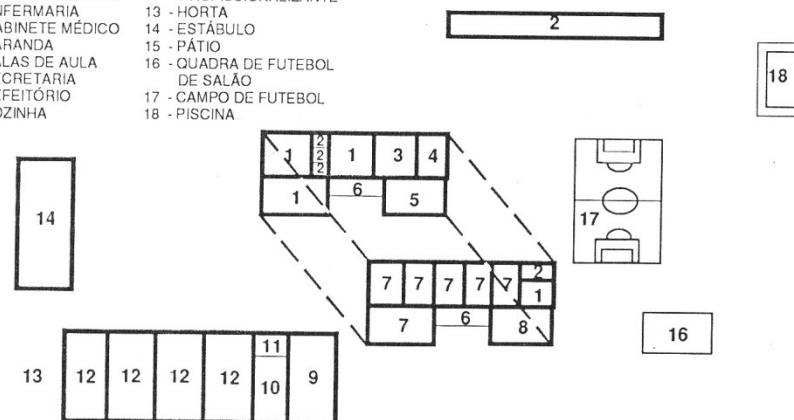 NFERMARIA
ABINETE MÉDICO
ARANDA
ALAS DE AULA
ECRETARIA
EFEITÓRIO
OZINHA
13 - HORTA
14 - ESTÁBULO
15 - PÁTIO
16 - QUADRA DE FUTEBOL
DE SALÃO
17 - CAMPO DE FUTEBOL
18 - PISCINA
2
18
1 2 1 3 4
2
2
1 6 5
14
17
7 7 7 7 7 2
1
7 6 8
16
13 12 12 12 12 11 9
10